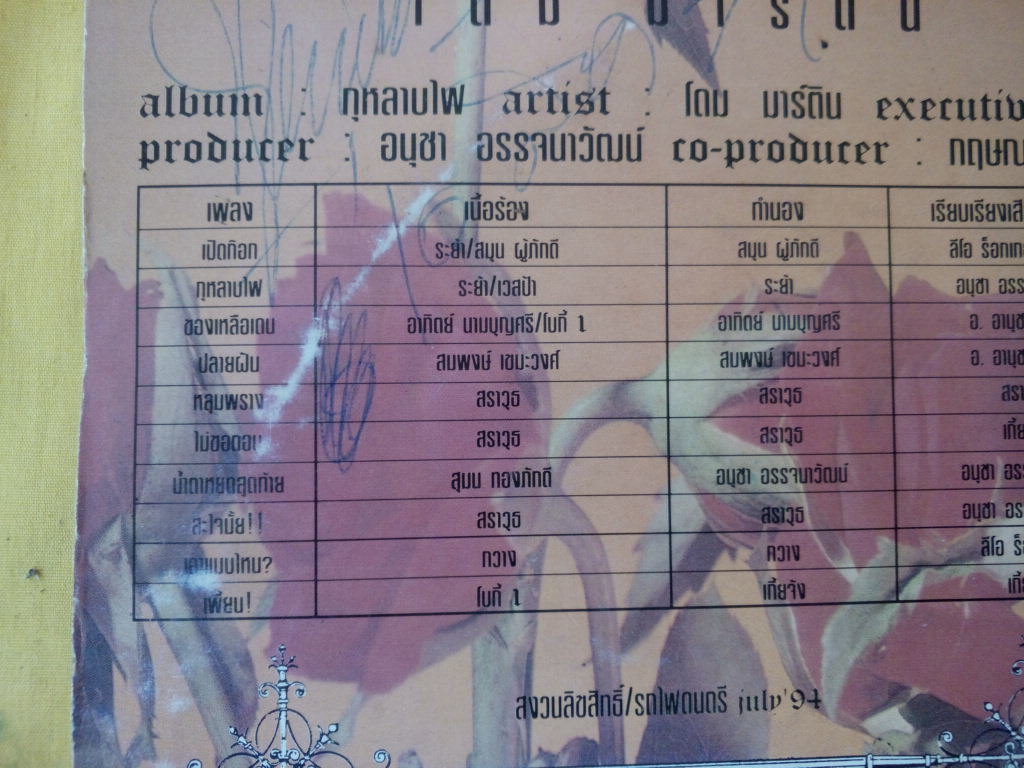 album : กุหลาบไฟ artist : โดม มาร์ติน
producer : อนุชา อรรจนาวัฒน์ co-producer :
เพลง เนื้อร้อง ทำนอง
เปิดก๊อก ระย้า/สมุน ผู้ภักดี สมุน ผู้ภักดี
กุหลาบไฟ ระย้า/เวสป้า ระย้า
ของเหลือเดน อาทิตย์ นามบุญศรี/โบกี้ 1 อาทิตย์ นามบุญศรี
ปลายฝัน สมพงษ์ เขมะวงศ์ สมพงษ์ เขมะวงศ์
หลุมพราง สราวุธ สราวุธ
ไม่ขอตอบ สราวุธ สราวุธ
น้ำตาหยดสุดท้าย สุมน ทองภักดี อนุชา อรรจนาวัฒน์
สะใจมั้ย!! สราวุธ สราวุธ
กวาง กวาง
เพี้ยน! โบกี้ 1 เกี้ยจัง
สงวนลิขสิทธิ์/รถไฟดนตรี july'94